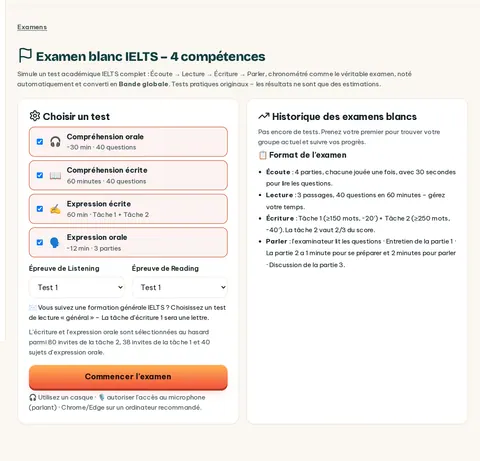 Examens
Examen blanc IELTS – 4 compétences
Simule un test académique IELTS complet : Écoute → Lecture → Écriture → Parler, chronométré comme le véritable examen, noté
automatiquement et converti en Bande globale. Tests pratiques originaux – les résultats ne sont que des estimations.
Choisir un test
Compréhension orale
~30 min · 40 questions
Compréhension écrite
60 minutes · 40 questions
Expression écrite
60 min · Tâche 1 + Tâche 2
Expression orale
~12 min · 3 parties
Épreuve de Listening
Épreuve de Reading
Test 1
Test 1
Vous suivez une formation générale IELTS ? Choisissez un test
de lecture « général » – La tâche d'écriture 1 sera une lettre.
L'écriture et l'expression orale sont sélectionnées au hasard
parmi 80 invites de la tâche 2, 38 invites de la tâche 1 et 40
sujets d'expression orale.
Commencer l'examen
Utilisez un casque · autoriser l'accès au microphone
(parlant) · Chrome/Edge sur un ordinateur recommandé.
Historique des examens blancs
Pas encore de tests. Prenez votre premier pour trouver votre
groupe actuel et suivre vos progrès.
Format de l'examen
Écoute : 4 parties, chacune jouée une fois, avec 30 secondes
pour lire les questions.
Lecture : 3 passages, 40 questions en 60 minutes – gérez
votre temps.
Écriture : Tâche 1 (≥150 mots, ~20') + Tâche 2 (≥250 mots,
~40'). La tâche 2 vaut 2/3 du score.
Parler : l'examinateur lit les questions · Entretien de la partie 1 ·
La partie 2 a 1 minute pour se préparer et 2 minutes pour parler
· Discussion de la partie 3.